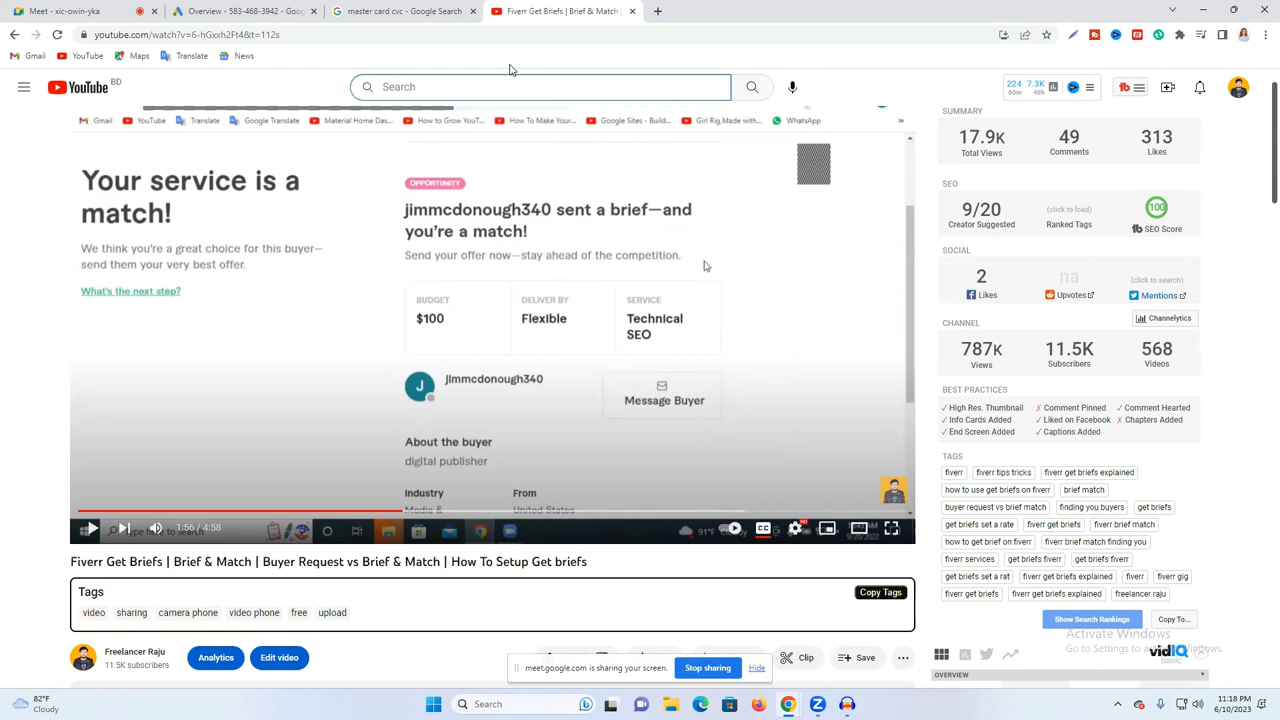 Meet - xic-owin-yka
Overview - 583-468-3942 - Goog
master card cvc - Google Search
Fiverr Get Briefs | Brief & Match |
youtube.com/watch?v=6-hGxxh2Ft4&t=112s
Gmail YouTube Maps Translate News
YouTube BD
Search
224 7.3K
60m 48h
Gmail YouTube Translate Google Translate Material Home Das... How to Grow YouT... How To Make Your... Google Sites - Build... Girl Rig,Made with... WhatsApp »
Your service is a
match!
We think you're a great choice for this buyer—
send them your very best offer.
What's the next step?
OPPORTUNITY
jimmcdonough340 sent a brief—and
you're a match!
Send your offer now—stay ahead of the competition.
BUDGET DELIVER BY SERVICE
$100 Flexible Technical
SEO
J jimmcdonough340
Message Buyer
About the buyer
digital publisher
Industry From
Media & United States
1:56 / 4:58
91°F
9/20/2022
SUMMARY
17.9K 49 313
Total Views Comments Likes
SEO
9/20 (click to load) 100
Creator Suggested Ranked Tags SEO Score
SOCIAL
2 na (click to search)
Likes Upvotes Mentions
CHANNEL Channelytics
787K 11.5K 568
Views Subscribers Videos
BEST PRACTICES
✓ High Res. Thumbnail ✗ Comment Pinned ✓ Comment Hearted
✓ Info Cards Added ✓ Liked on Facebook ✗ Chapters Added
✓ End Screen Added ✓ Captions Added
TAGS
fiverr fiverr tips tricks fiverr get briefs explained
how to use get briefs on fiverr brief match
buyer request vs brief match finding you buyers get briefs
get briefs set a rate fiverr get briefs fiverr brief match
how to get brief on fiverr fiverr brief match finding you
fiverr services get briefs fiverr get briefs fiverr
get briefs set a rat fiverr get briefs explained fiverr fiverr gig
fiverr get briefs fiverr get briefs explained freelancer raju
Show Search Rankings Copy To...
Activate Windows
Go to Settings to activate Windows.
vidIQ
basic
OVERVIEW
Fiverr Get Briefs | Brief & Match | Buyer Request vs Brief & Match | How To Setup Get briefs
Tags Copy Tags
video sharing camera phone video phone free upload
Freelancer Raju
11.5K subscribers
Analytics Edit video
Clip Save ...
meet.google.com is sharing your screen. Stop sharing Hide
82°F
Cloudy
Search
11:18 PM
6/10/2023